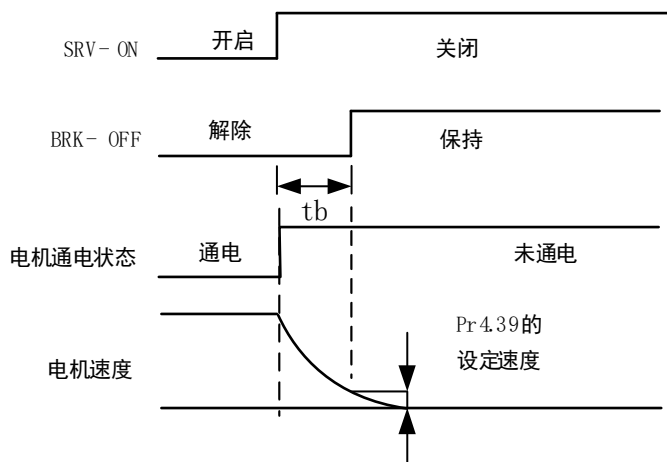 SRV-ON 开启 关闭
BRK-OFF 解除 保持
tb
电机通电状态 通电 未通电
Pr4.39的
设定速度
电机速度